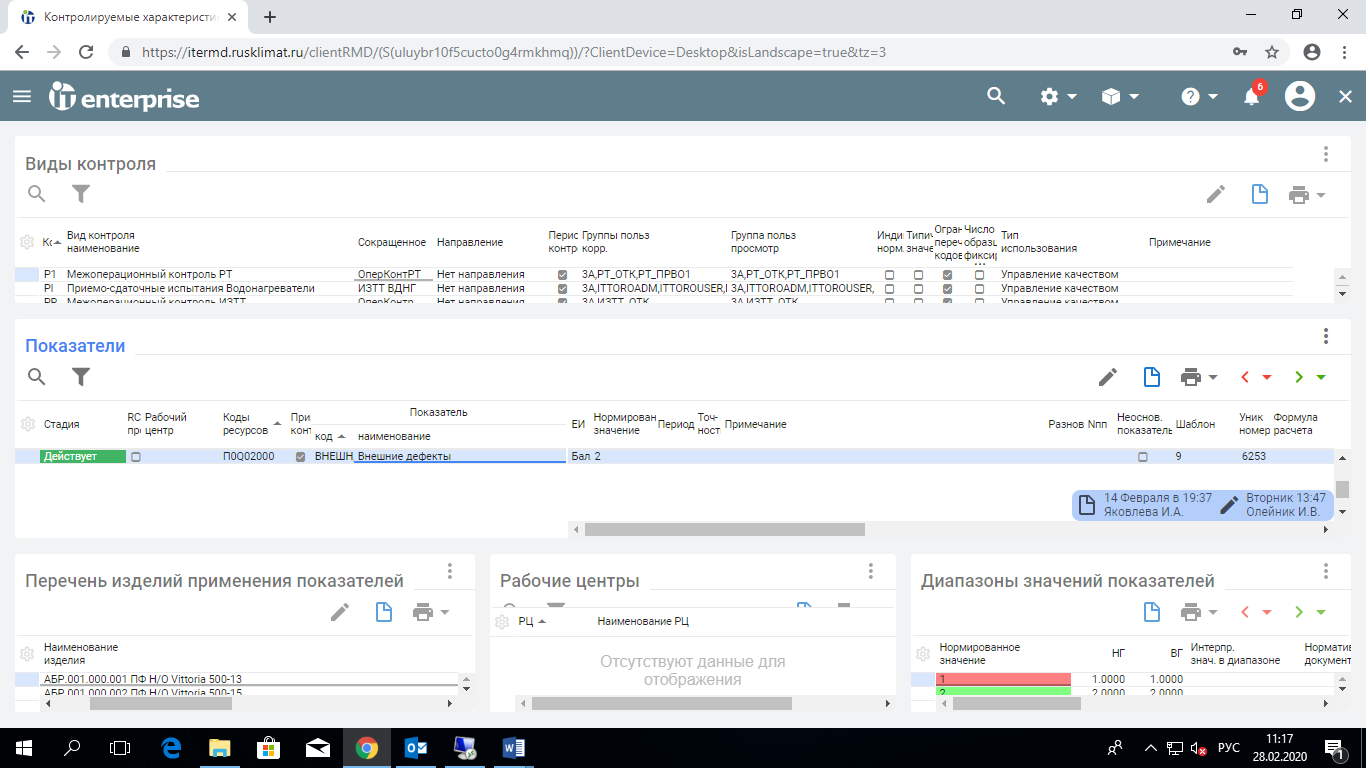 Контролируемые характеристи
https://itermd.rusklimat.ru/clientRMD/(S(uluybr10f5cucto0g4rmkhmq))/?ClientDevice=Desktop&isLandscape=true&tz=3
IT enterprise
6
Виды контроля
Вид контроля наименование
Сокращенное
Направление
Перис контр
Группы польз корр.
Группа польз просмотр
Инди норм.
Типич значе
Огран переч кодов
Число образц фиксир
Тип использования
Примечание
P1 Межоперационный контроль РТ ОперКонтРТ Нет направления ЗА,РТ_ОТК,РТ_ПРВО1 ЗА,РТ_ОТК,РТ_ПРВО1 Управление качеством
PI Приемо-сдаточные испытания Водонагреватели ИЗТТ ВДНГ Нет направления ЗА,ITTOROADM,ITTOROUSER,I ЗА,ITTOROADM,ITTOROUSER, Управление качеством
PP Межоперационный контроль ИЗТТ ОперКонтр Нет направления ЗА,ИЗТТ_ОТК ЗА,ИЗТТ_ОТК Управление качеством
Показатели
Стадия
RC прс
Рабочий центр
Коды ресурсов
При конт
Показатель
код
наименование
ЕИ
Нормирован значение
Период
Точ- ност
Примечание
Разнов
Nпп
Неоснов. показатель
Шаблон
Уник номер
Формула расчета
Действует П0Q02000 ВНЕШН Внешние дефекты Бал 2 9 6253
14 Февраля в 19:37
Яковлева И.А.
Вторник 13:47
Олейник И.В.
Перечень изделий применения показателей
Наименование
изделия
АБР.001.000.001 ПФ Н/О Vittoria 500-13
АБР.001.000.002 ПФ Н/О Vittoria 500-15
Рабочие центры
РЦ Наименование РЦ
Отсутствуют данные для
отображения
Диапазоны значений показателей
Нормированное значение
НГ
ВГ
Интерпр. знач. в диапазоне
Норматив документ
1 1.0000 1.0000
2 2.0000 2.0000
РУС
11:17
28.02.2020
1